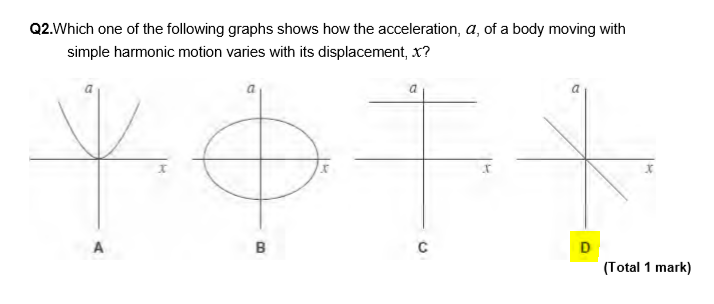 Q2.Which one of the following graphs shows how the acceleration, a, of a body moving with
simple harmonic motion varies with its displacement, x?
a a a a
x x x x
A B C D
(Total 1 mark)